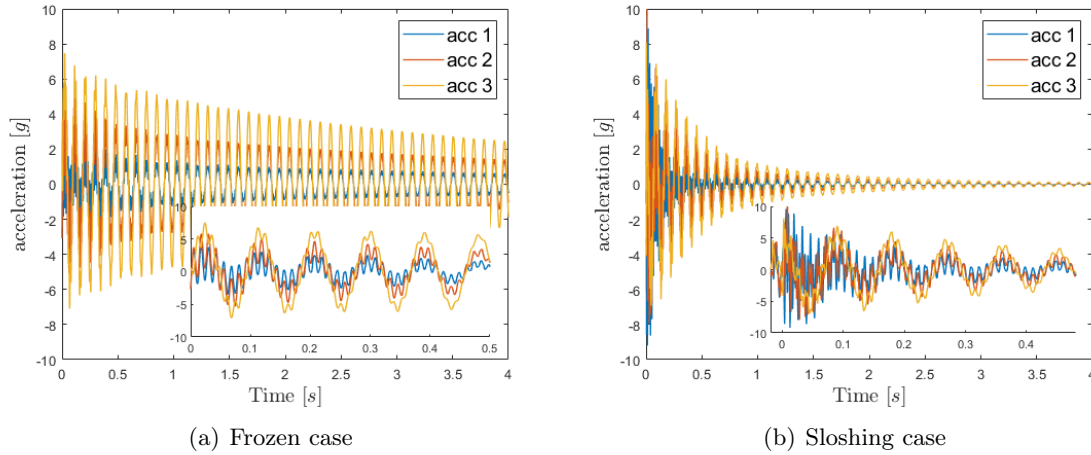 10
8
6
4
2
0
-2
-4
-6
-8
-10
acceleration [g]
acc 1
acc 2
acc 3
10
5
0
-5
-10
0 0.1 0.2 0.3 0.4 0.5
0 0.5 1 1.5 2 2.5 3 3.5 4
Time [s]
(a) Frozen case
10
8
6
4
2
0
-2
-4
-6
-8
-10
acceleration [g]
acc 1
acc 2
acc 3
10
5
0
-5
-10
0 0.1 0.2 0.3 0.4
0 0.5 1 1.5 2 2.5 3 3.5 4
Time [s]
(b) Sloshing case